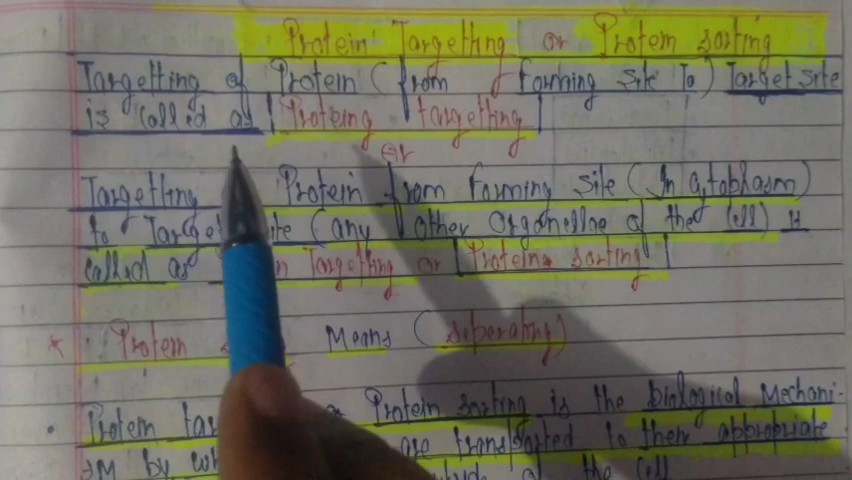 Protein Targetting or Protein sorting
Targetting of Protein (from forming site to) Target site
is called as [Proteing targetting]
or
Targetting Protein from forming site (In cytoplasm)
to Target (any other organelle of the cell) is
called as Targetting or [Protein sorting]
* Protein Means (seperating)
• Protein Protein sorting is the biological Mechani-
sm by are transported to their appropriate
of the cell